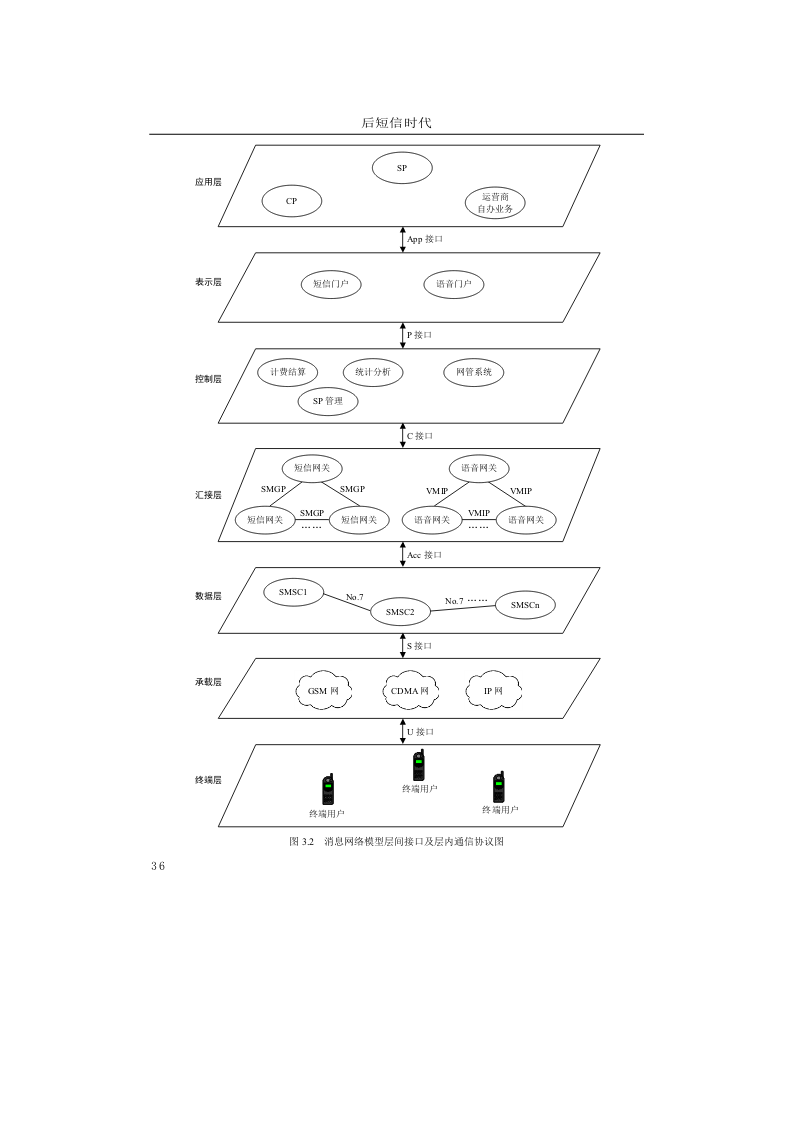 后短信时代
应用层
SP
CP
运营商
自办业务
App 接口
表示层
短信门户
语音门户
P 接口
控制层
计费结算
统计分析
网管系统
SP 管理
C 接口
汇接层
短信网关
语音网关
SMGP
SMGP
VMIP
VMIP
短信网关
SMGP
……
短信网关
语音网关
VMIP
……
语音网关
Acc 接口
数据层
SMSC1
No.7
SMSC2
No.7 ……
SMSCn
S 接口
承载层
GSM 网
CDMA 网
IP 网
U 接口
终端层
终端用户
终端用户
终端用户
图 3.2 消息网络模型层间接口及层内通信协议图
36